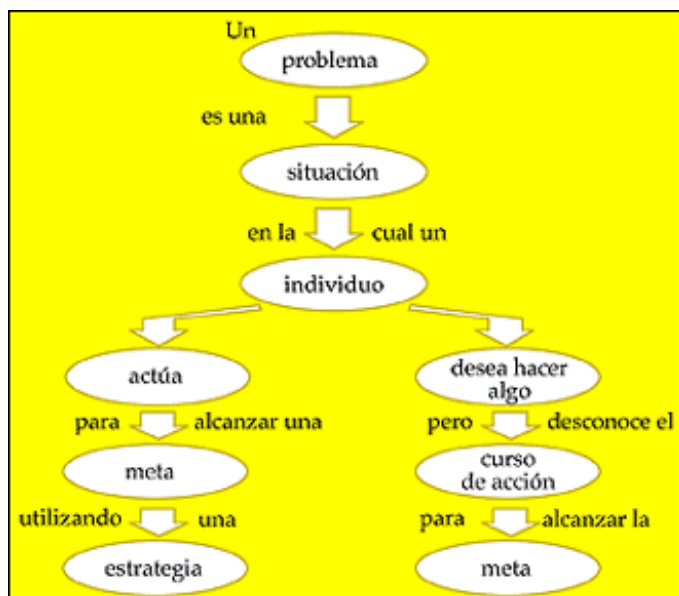 Un
problema
es una
situación
en la cual un
individuo
actúa
para alcanzar una
meta
utilizando una
estrategia
desea hacer
algo
pero desconoce el
curso
de acción
para alcanzar la
meta